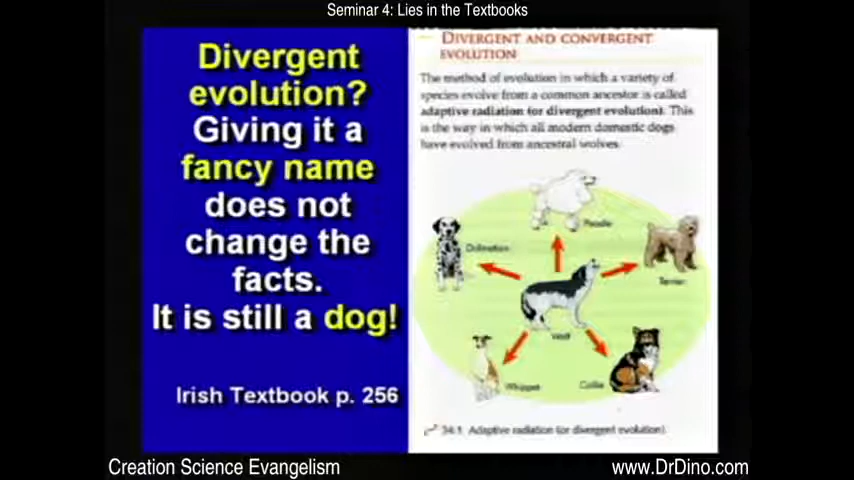 Seminar 4: Lies in the Textbooks
Divergent
evolution?
Giving it a
fancy name
does not
change the
facts.
It is still a dog!
Irish Textbook p. 256
DIVERGENT AND CONVERGENT
EVOLUTION
The method of evolution in which a variety of
species evolve from a common ancestor is called
adaptive radiation (or divergent evolution). This
is the way in which all modern domestic dogs
have evolved from ancestral wolves.
Poodle
Dalmatian
Terrier
Wolf
Whippet
Collie
34.1 Adaptive radiation (or divergent evolution)
Creation Science Evangelism
www.DrDino.com